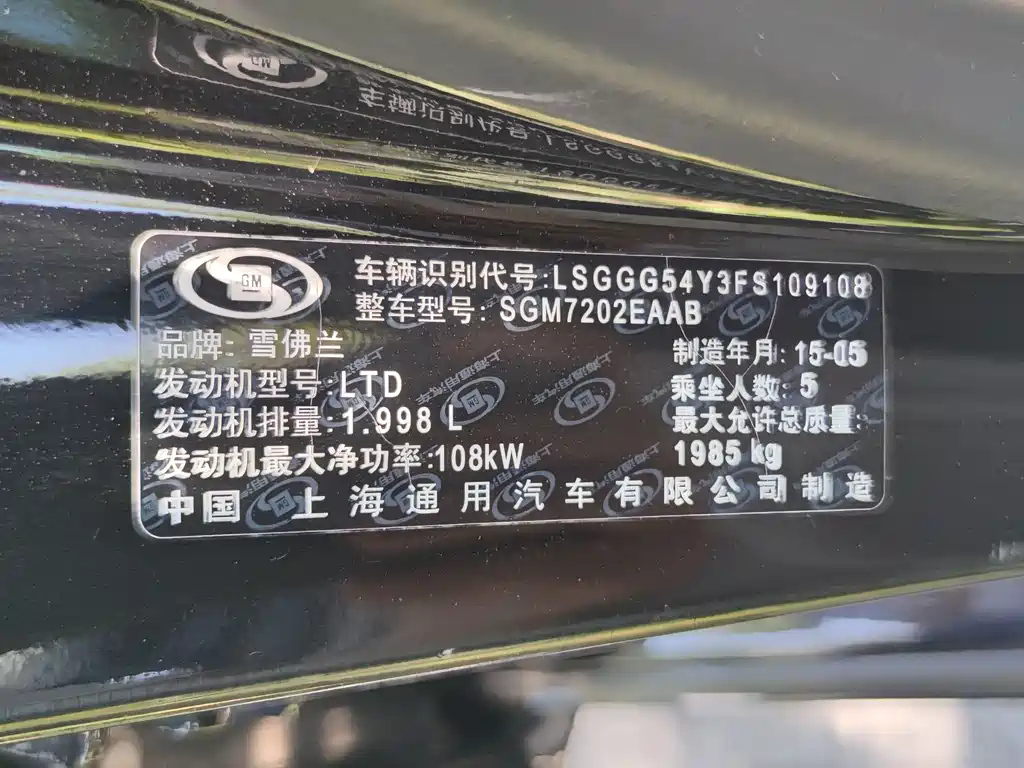 GM
车辆识别代号:LSGGG54Y3FS109108
整车型号: SGM7202EAAB
品牌: 雪佛兰
制造年月: 15-05
发动机型号:LTD
乘坐人数: 5
发动机排量:1.998 L
最大允许总质量:
1985 kg
发动机最大净功率:108kW
中国 上海通用汽车有限公司制造